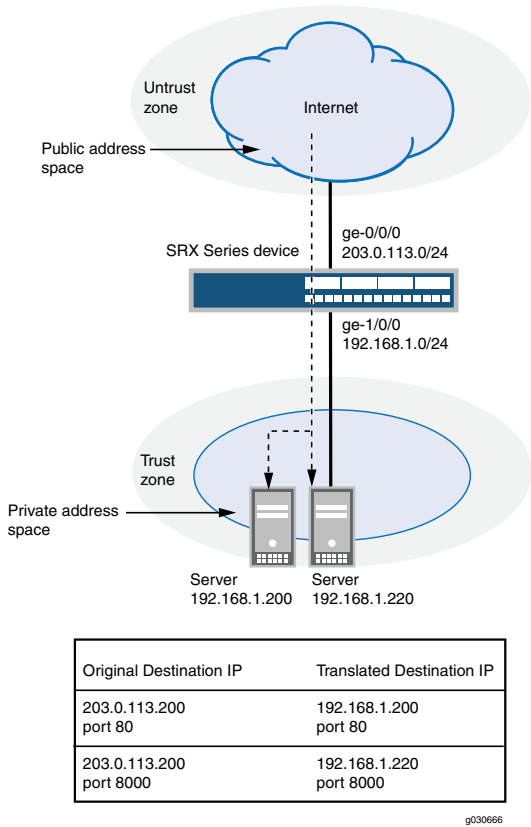 Untrust
zone
Internet
Public address
space
ge-0/0/0
203.0.113.0/24
SRX Series device
ge-1/0/0
192.168.1.0/24
Trust
zone
Private address
space
Server
192.168.1.200
Server
192.168.1.220
Original Destination IP
Translated Destination IP
203.0.113.200
port 80
192.168.1.200
port 80
203.0.113.200
port 8000
192.168.1.220
port 8000
g030666